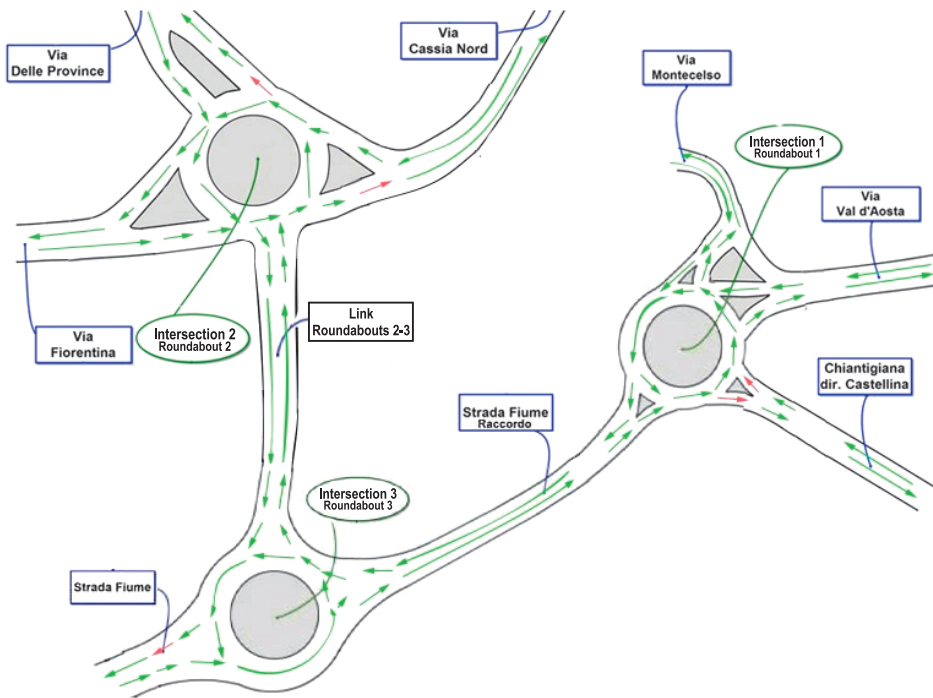 Via
Delle Province
Via
Cassia Nord
Via
Montecelso
Intersection 1
Roundabout 1
Via
Val d'Aosta
Via
Fiorentina
Intersection 2
Roundabout 2
Link
Roundabouts 2-3
Chiantigiana
dir. Castellina
Strada Fiume
Raccordo
Intersection 3
Roundabout 3
Strada Fiume